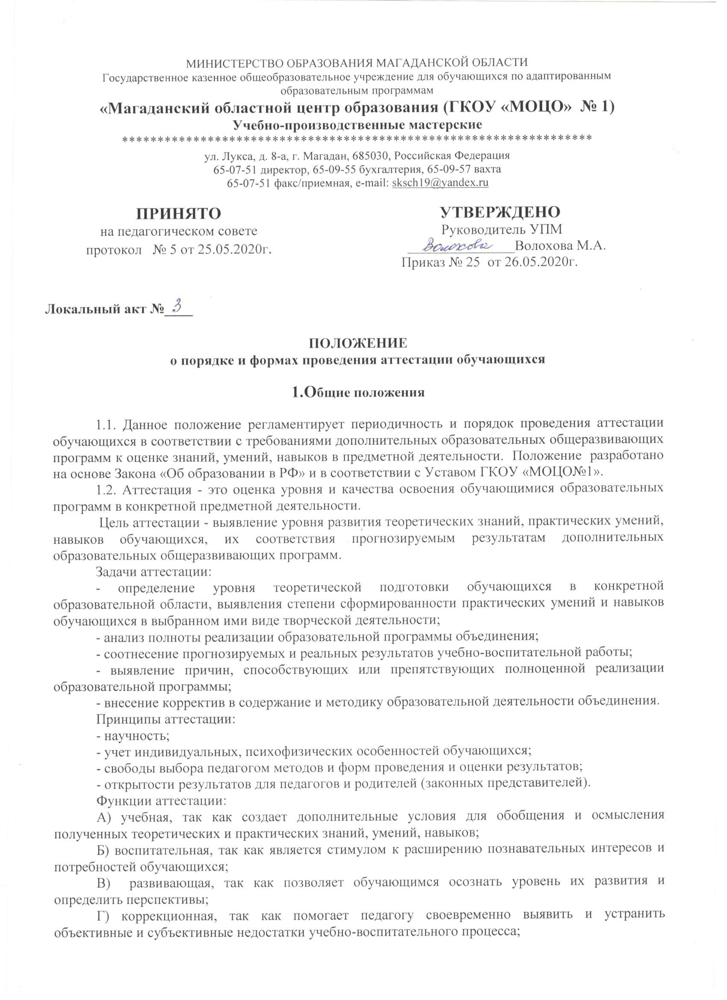 МИНИСТЕРСТВО ОБРАЗОВАНИЯ МАГАДАНСКОЙ ОБЛАСТИ
Государственное казенное общеобразовательное учреждение для обучающихся по адаптированным
образовательным программам
«Магаданский областной центр образования (ГКОУ «МОЦО»  № 1)
Учебно-производственные мастерские
******************************************************************
ул. Лукса, д. 8-а, г. Магадан, 685030, Российская Федерация
65-07-51 директор, 65-09-55 бухгалтерия, 65-09-57 вахта
65-07-51 факс/приемная, e-mail: sksch19@yandex.ru
ПРИНЯТО
на педагогическом совете
протокол   № 5 от 25.05.2020г.
УТВЕРЖДЕНО
Руководитель УПМ
Волохова Волохова М.А.
Приказ № 25  от 26.05.2020г.
Локальный акт № 3
ПОЛОЖЕНИЕ
о порядке и формах проведения аттестации обучающихся
1.Общие положения
1.1. Данное положение регламентирует периодичность и порядок проведения аттестации
обучающихся в соответствии с требованиями дополнительных образовательных общеразвивающих
программ к оценке знаний, умений, навыков в предметной деятельности.  Положение  разработано
на основе Закона «Об образовании в РФ» и в соответствии с Уставом ГКОУ «МОЦО№1».
1.2. Аттестация - это оценка уровня и качества освоения обучающимися образовательных
программ в конкретной предметной деятельности.
Цель аттестации - выявление уровня развития теоретических знаний, практических умений,
навыков обучающихся, их соответствия прогнозируемым результатам дополнительных
образовательных общеразвивающих программ.
Задачи аттестации:
- определение уровня теоретической подготовки обучающихся в конкретной
образовательной области, выявления степени сформированности практических умений и навыков
обучающихся в выбранном ими виде творческой деятельности;
- анализ полноты реализации образовательной программы объединения;
- соотнесение прогнозируемых и реальных результатов учебно-воспитательной работы;
- выявление причин, способствующих или препятствующих полноценной реализации
образовательной программы;
- внесение корректив в содержание и методику образовательной деятельности объединения.
Принципы аттестации:
- научность;
- учет индивидуальных, психофизических особенностей обучающихся;
- свободы выбора педагогом методов и форм проведения и оценки результатов;
- открытости результатов для педагогов и родителей (законных представителей).
Функции аттестации:
А) учебная, так как создает дополнительные условия для обобщения и осмысления
полученных теоретических и практических знаний, умений, навыков;
Б) воспитательная, так как является стимулом к расширению познавательных интересов и
потребностей обучающихся;
В)  развивающая, так как позволяет обучающимся осознать уровень их развития и
определить перспективы;
Г) коррекционная, так как помогает педагогу своевременно выявить и устранить
объективные и субъективные недостатки учебно-воспитательного процесса;